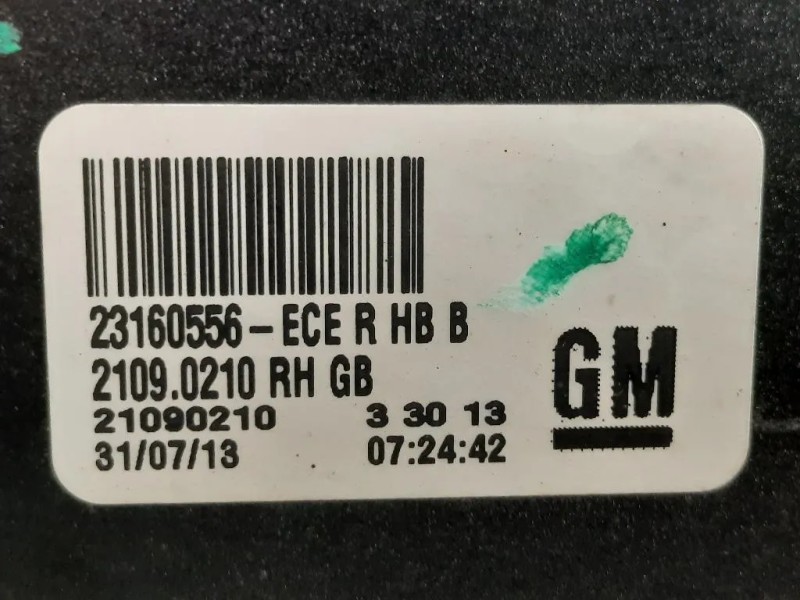 23160556-ECE R HB B
2109.0210 RH GB
21090210 3 30 13
31/07/13 07:24:42
GM